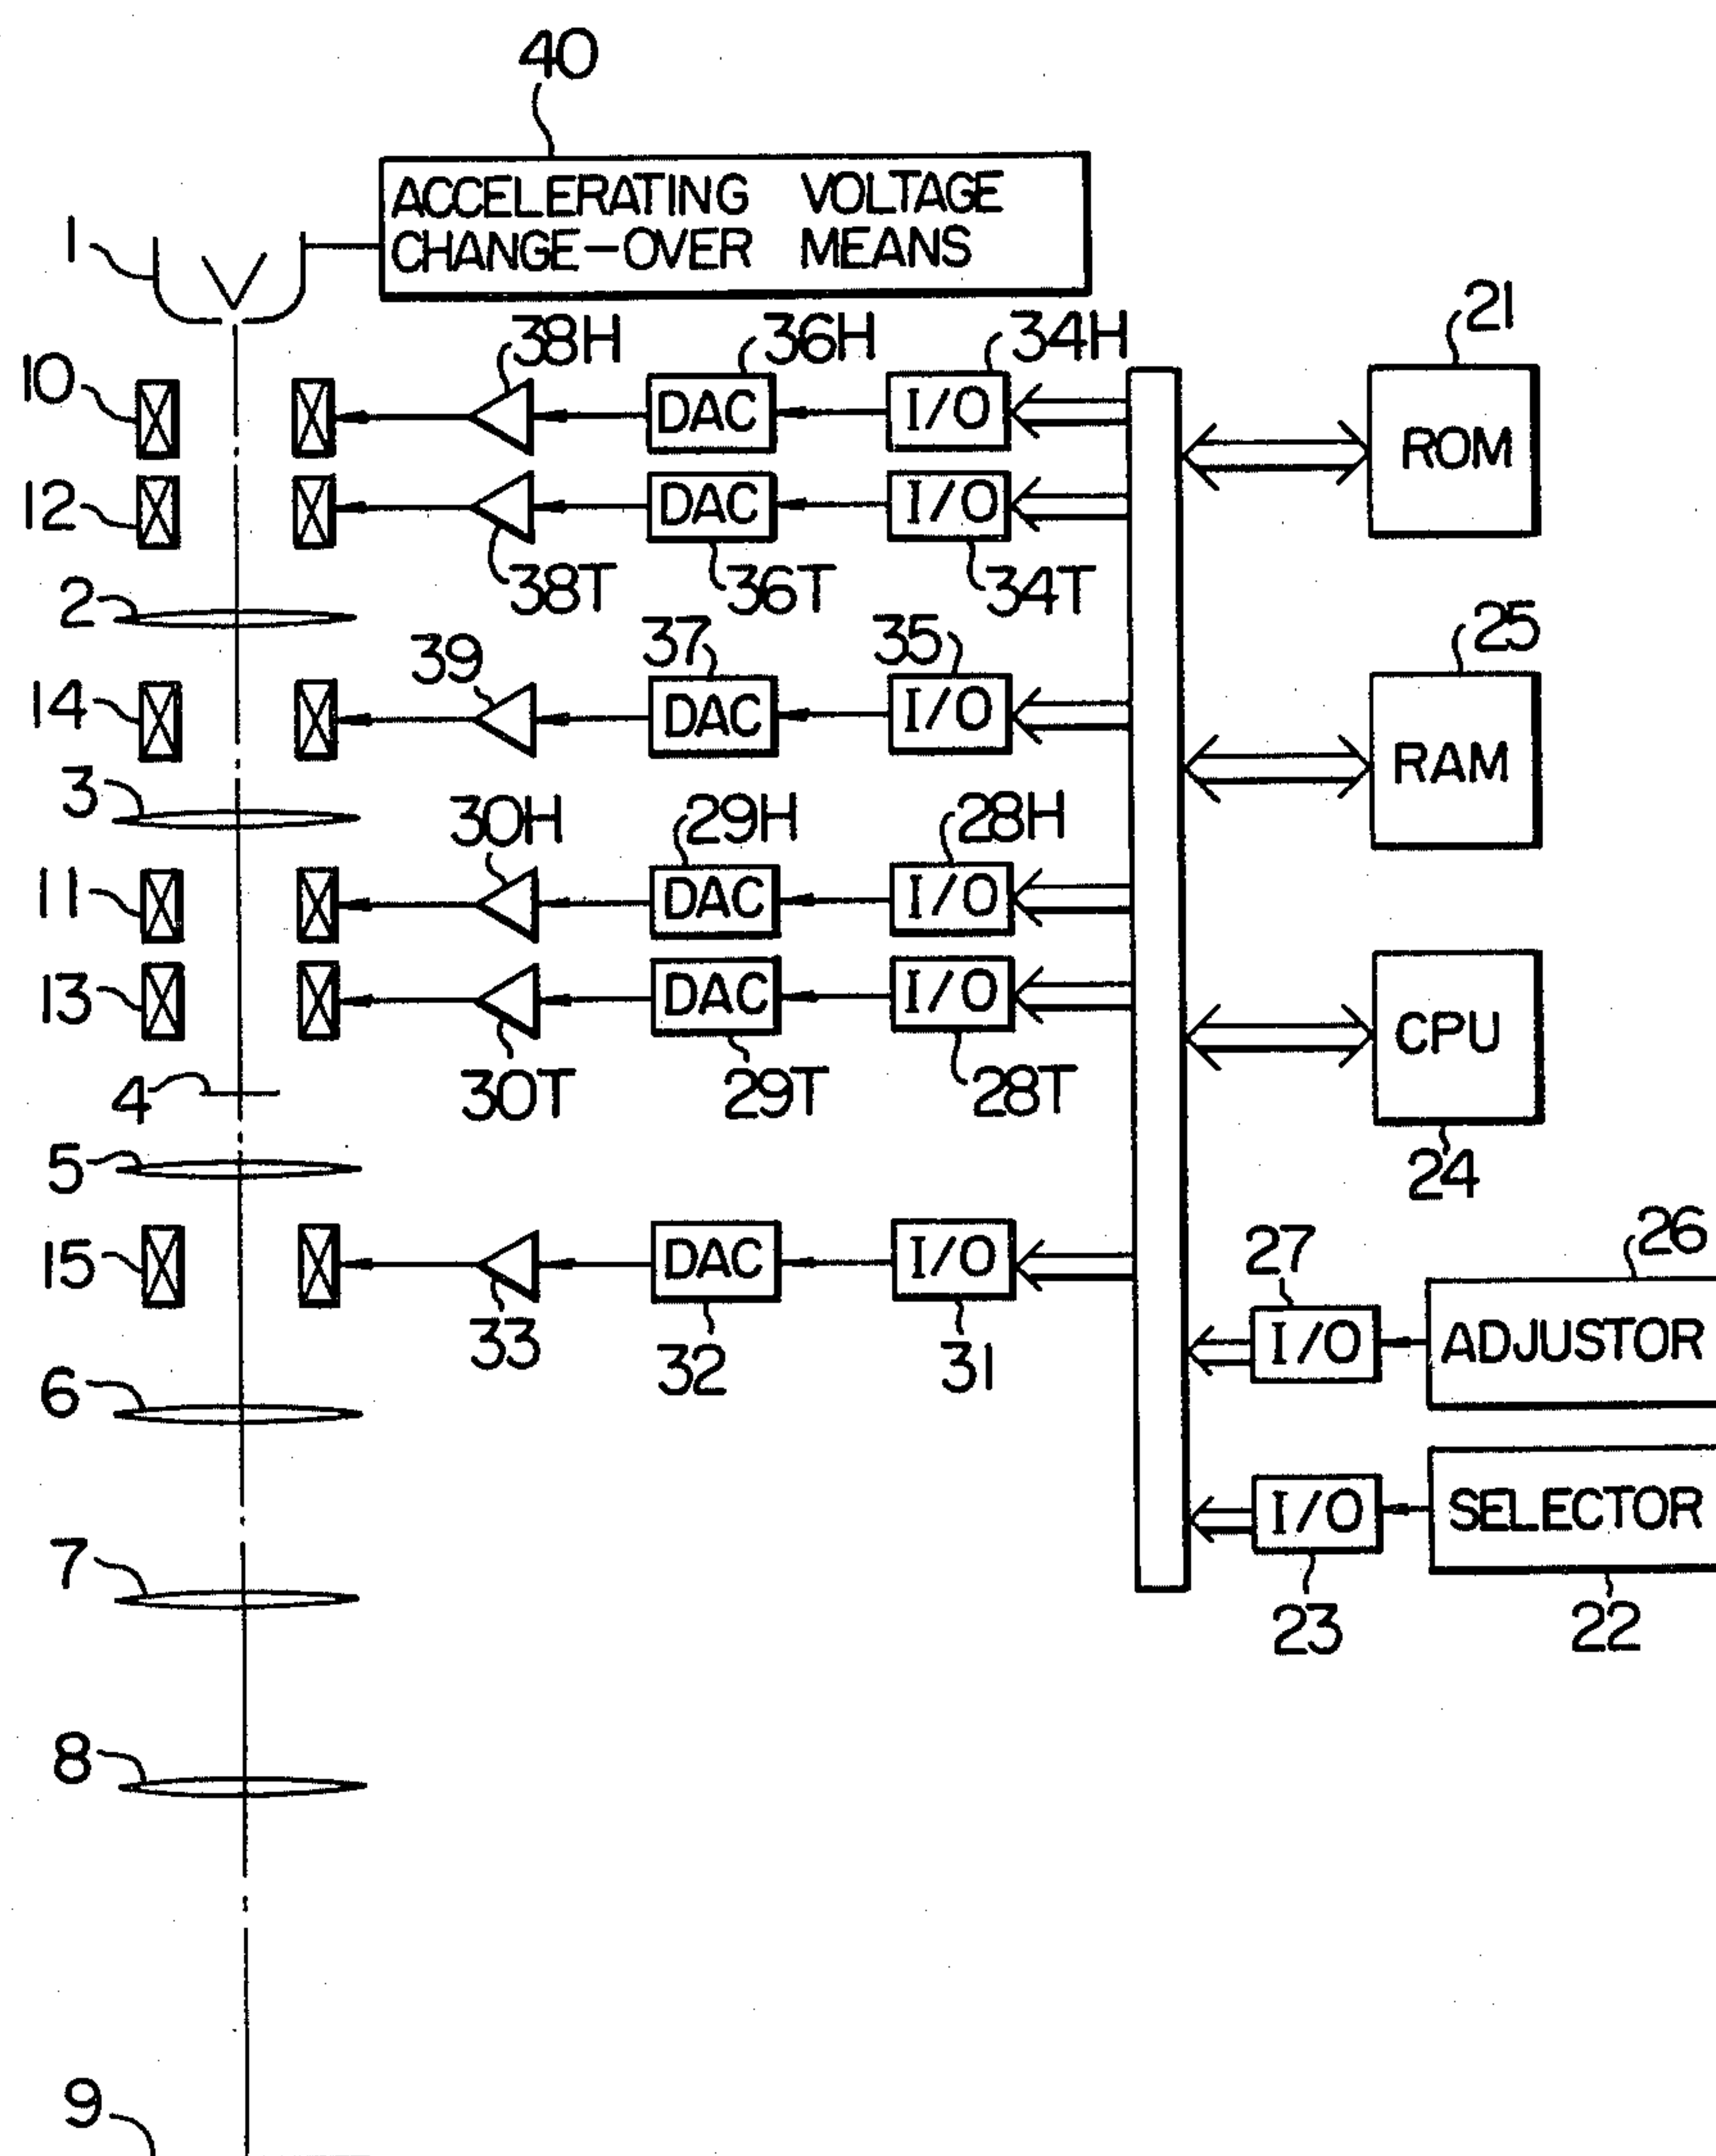 40
ACCELERATING VOLTAGE
CHANGE-OVER MEANS
1
21
38H 36H 34H
10
DAC I/O
ROM
12
DAC I/O
38T 36T 34T
2
25
39 37 35
14
DAC I/O
RAM
3
30H 29H 28H
11
DAC I/O
13
DAC I/O
CPU
30T 29T 28T
4
24
5
26
27
15
DAC I/O
I/O ADJUSTOR
33 32 31
6
I/O SELECTOR
7
23 22
8
9